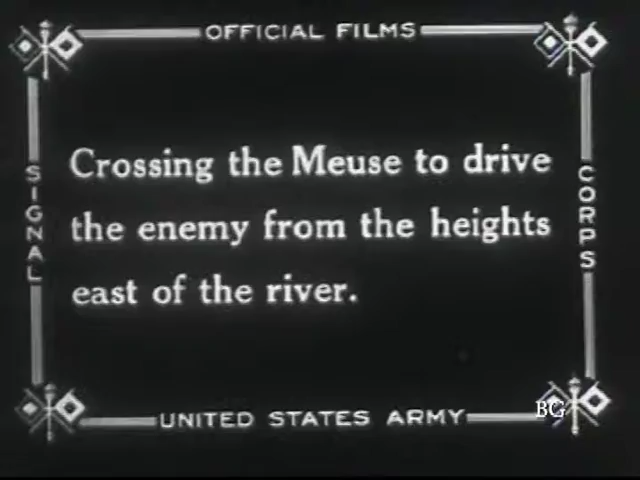 OFFICIAL FILMS
SIGNAL
Crossing the Meuse to drive
the enemy from the heights
east of the river.
CORPS
UNITED STATES ARMY
BG